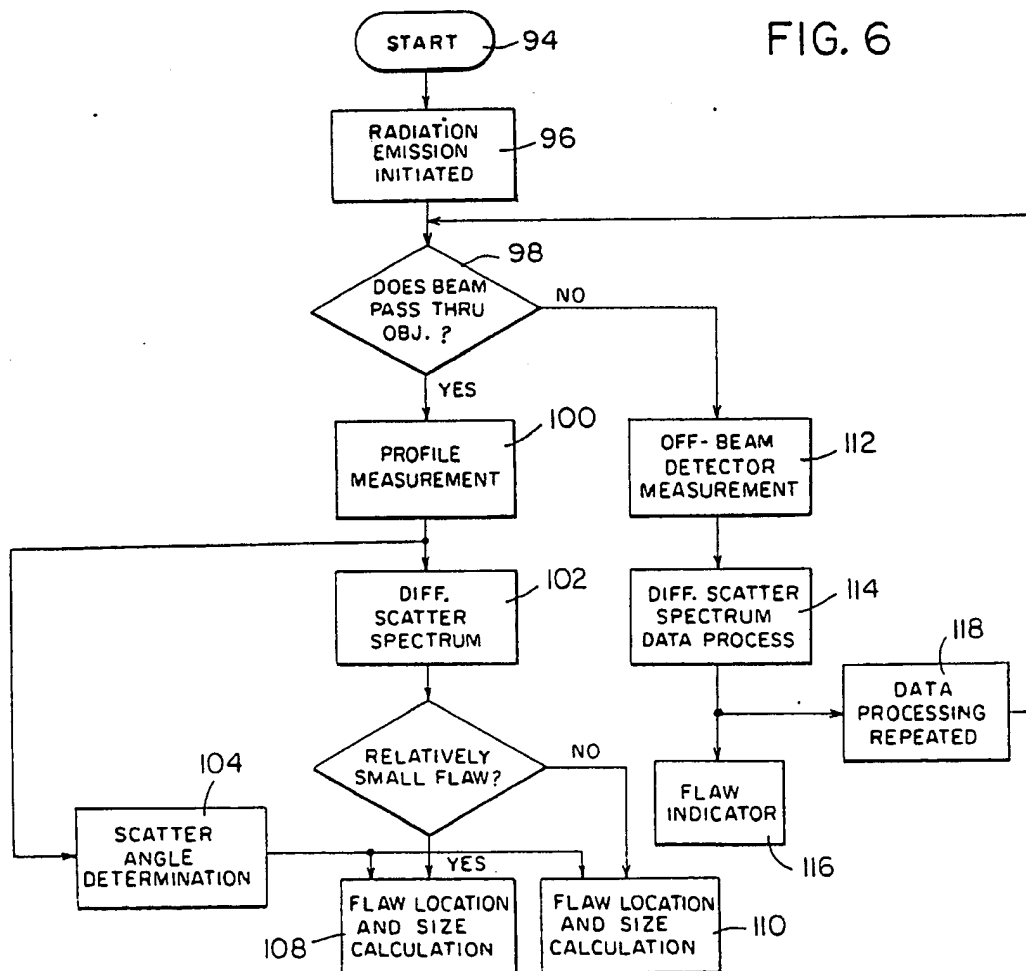 FIG. 6
START
94
RADIATION
EMISSION
INITIATED
96
98
DOES BEAM
PASS THRU
OBJ. ?
NO
YES
100
PROFILE
MEASUREMENT
OFF-BEAM
DETECTOR
MEASUREMENT
112
102
DIFF.
SCATTER
SPECTRUM
DIFF. SCATTER
SPECTRUM
DATA PROCESS
114
118
DATA
PROCESSING
REPEATED
RELATIVELY
SMALL FLAW?
NO
YES
104
SCATTER
ANGLE
DETERMINATION
FLAW
INDICATOR
116
FLAW LOCATION
AND SIZE
CALCULATION
108
FLAW LOCATION
AND SIZE
CALCULATION
110